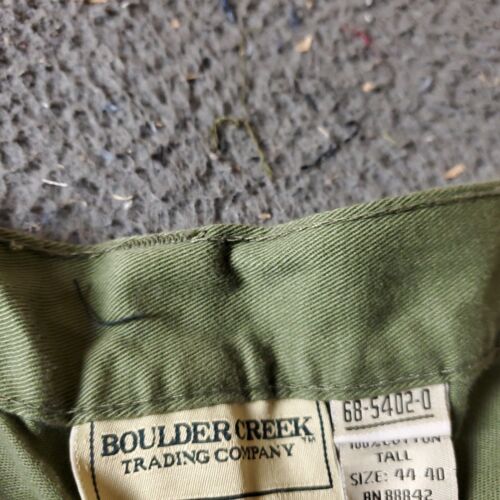 BOULDER CREEK™
TRADING COMPANY
68-5402-0
100% COTTON
TALL
SIZE: 44 40
RN 88842